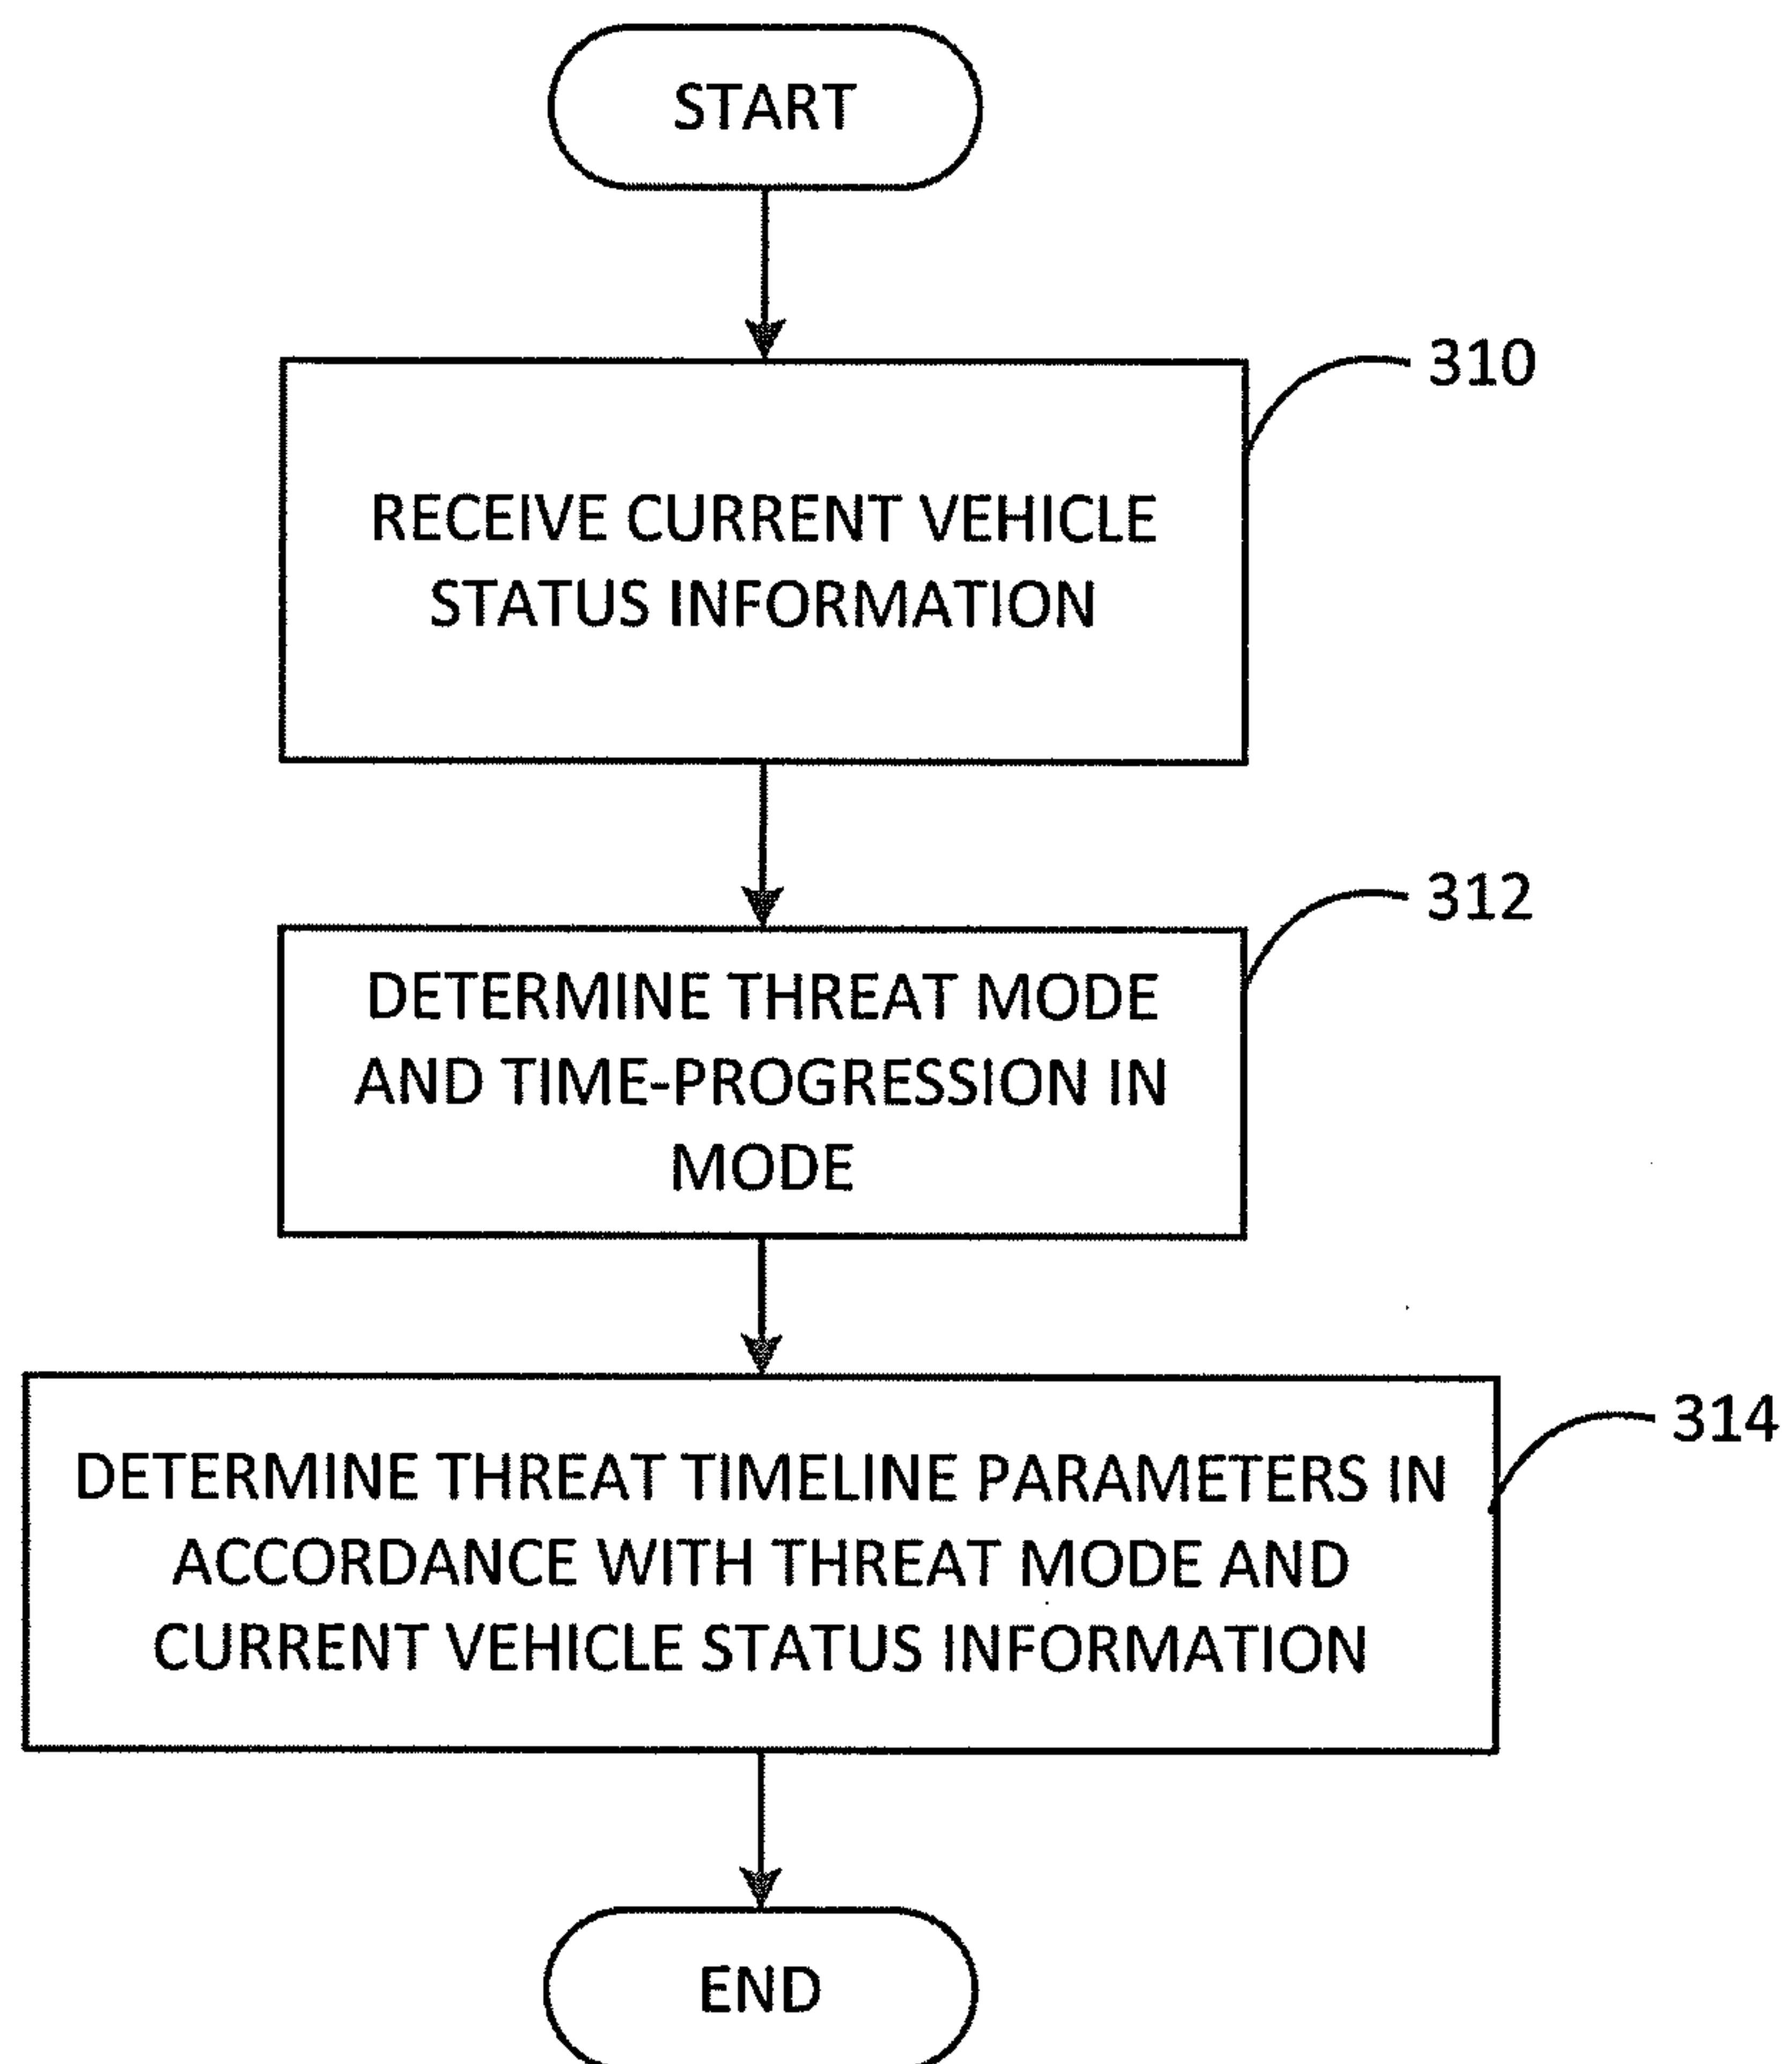 START
310
RECEIVE CURRENT VEHICLE
STATUS INFORMATION
312
DETERMINE THREAT MODE
AND TIME-PROGRESSION IN
MODE
314
DETERMINE THREAT TIMELINE PARAMETERS IN
ACCORDANCE WITH THREAT MODE AND
CURRENT VEHICLE STATUS INFORMATION
END